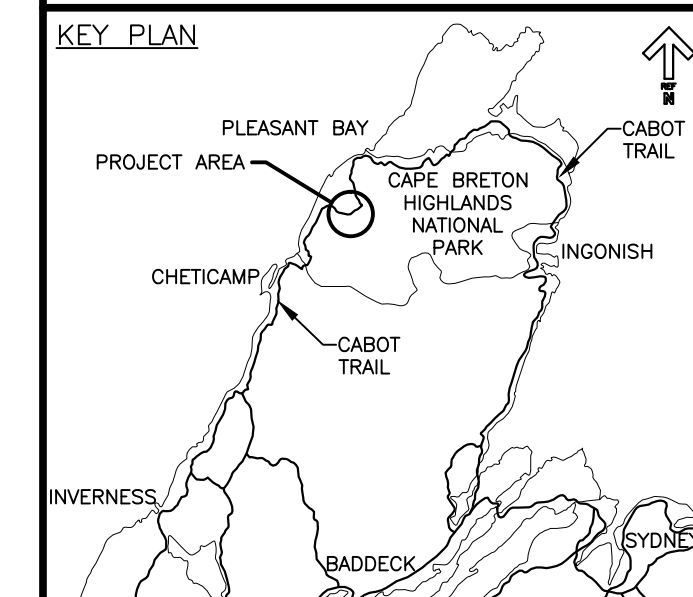 KEY PLAN
REF
N
PLEASANT BAY
CABOT
TRAIL
PROJECT AREA
CAPE BRETON
HIGHLANDS
NATIONAL
PARK
INGONISH
CHETICAMP
CABOT
TRAIL
INVERNESS
SYDNEY
BADDECK